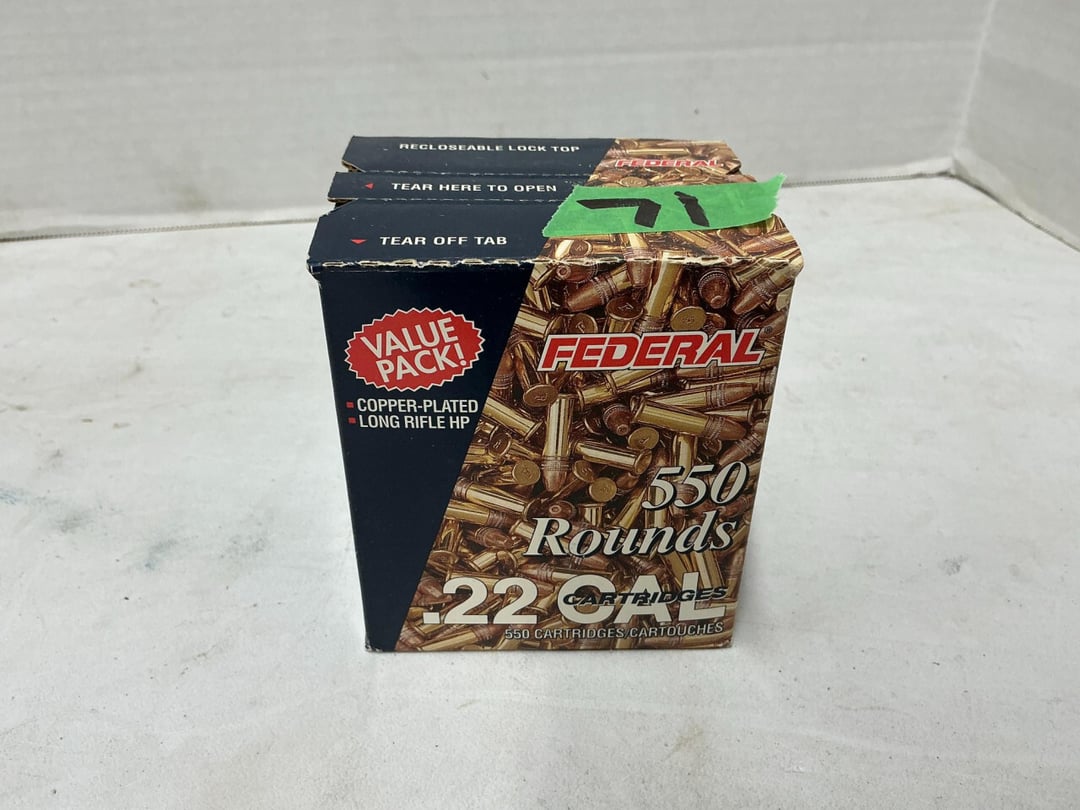 RECLOSEABLE LOCK TOP
FEDERAL
TEAR HERE TO OPEN
71
TEAR OFF TAB
VALUE
PACK!
FEDERAL®
COPPER-PLATED
LONG RIFLE HP
550
Rounds
.22 CAL
CARTRIDGES
550 CARTRIDGES/CARTOUCHES